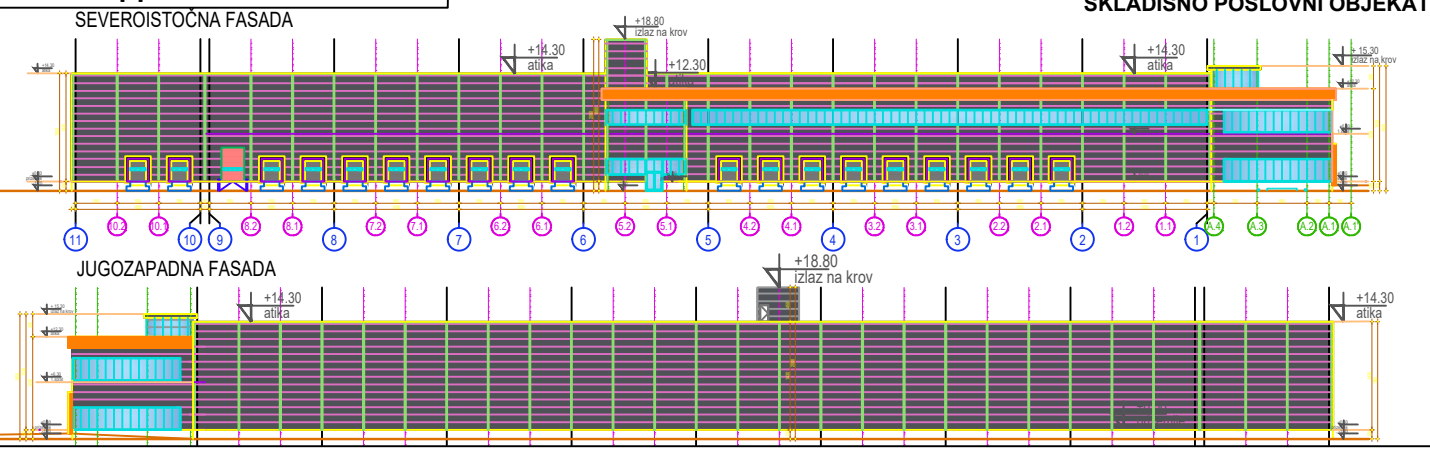 SKLADIŠNO POSLOVNI OBJEKAT
SEVEROISTOČNA FASADA
+18.80
izlaz na krov
+14.30
atika
+12.30
atika
+14.30
atika
+ 15.30
izlaz na krov
11 10.2 10.1 10 9 8.2 8.1 8 7.2 7.1 7 6.2 6.1 6 5.2 5.1 5 4.2 4.1 4 3.2 3.1 3 2.2 2.1 2 1.2 1.1 1 A.4 A.3 A.2 A.1 A.1
JUGOZAPADNA FASADA
+18.80
izlaz na krov
+14.30
atika
+14.30
atika